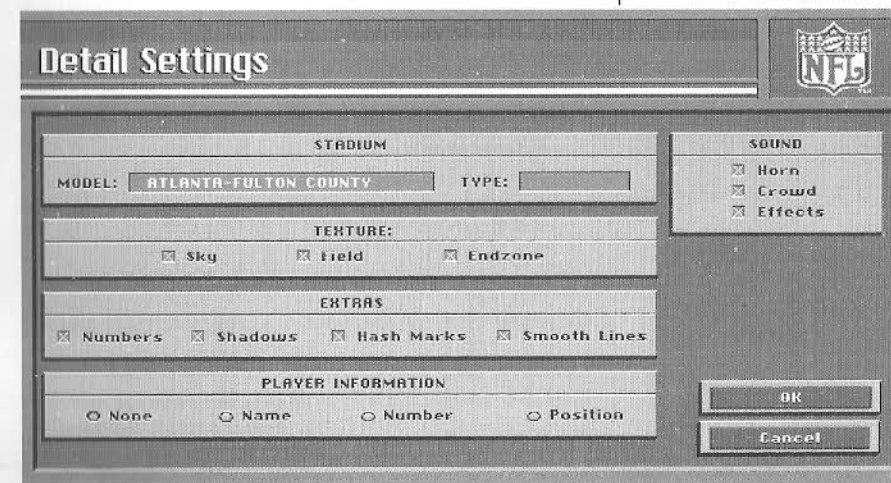 Detail Settings
NFL
STADIUM
MODEL: ATLANTA-FULTON COUNTY TYPE:
TEXTURE:
Sky Field Endzone
EXTRAS
Numbers Shadows Hash Marks Smooth Lines
PLAYER INFORMATION
None Name Number Position
SOUND
Horn
Crowd
Effects
OK
Cancel